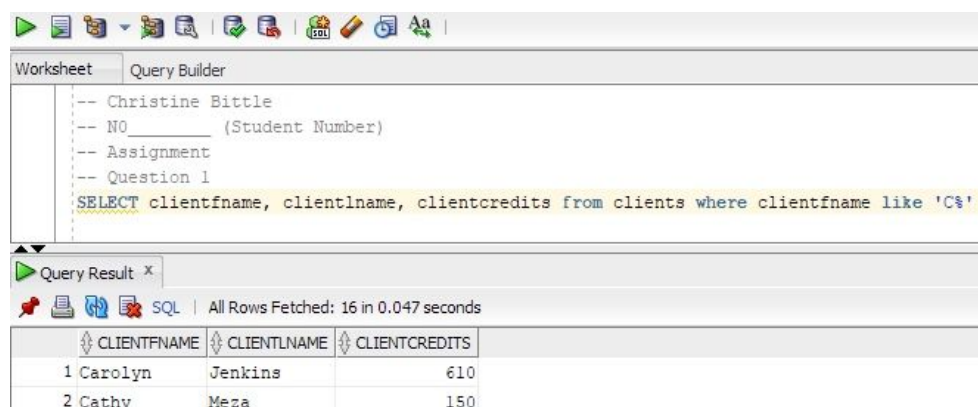 Worksheet Query Builder
-- Christine Bittle
-- N0________ (Student Number)
-- Assignment
-- Question 1
SELECT clientfname, clientlname, clientcredits from clients where clientfname like 'C%'
Query Result x
SQL | All Rows Fetched: 16 in 0.047 seconds
CLIENTFNAME CLIENTLNAME CLIENTCREDITS
1 Carolyn Jenkins 610
2 Cathy Meza 150